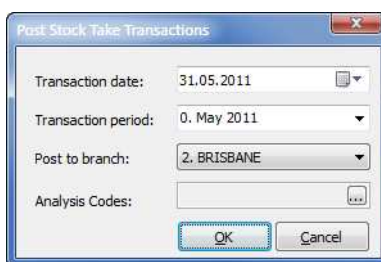 Post Stock Take Transactions
Transaction date: 31.05.2011
Transaction period: 0. May 2011
Post to branch: 2. BRISBANE
Analysis Codes: ...
OK Cancel